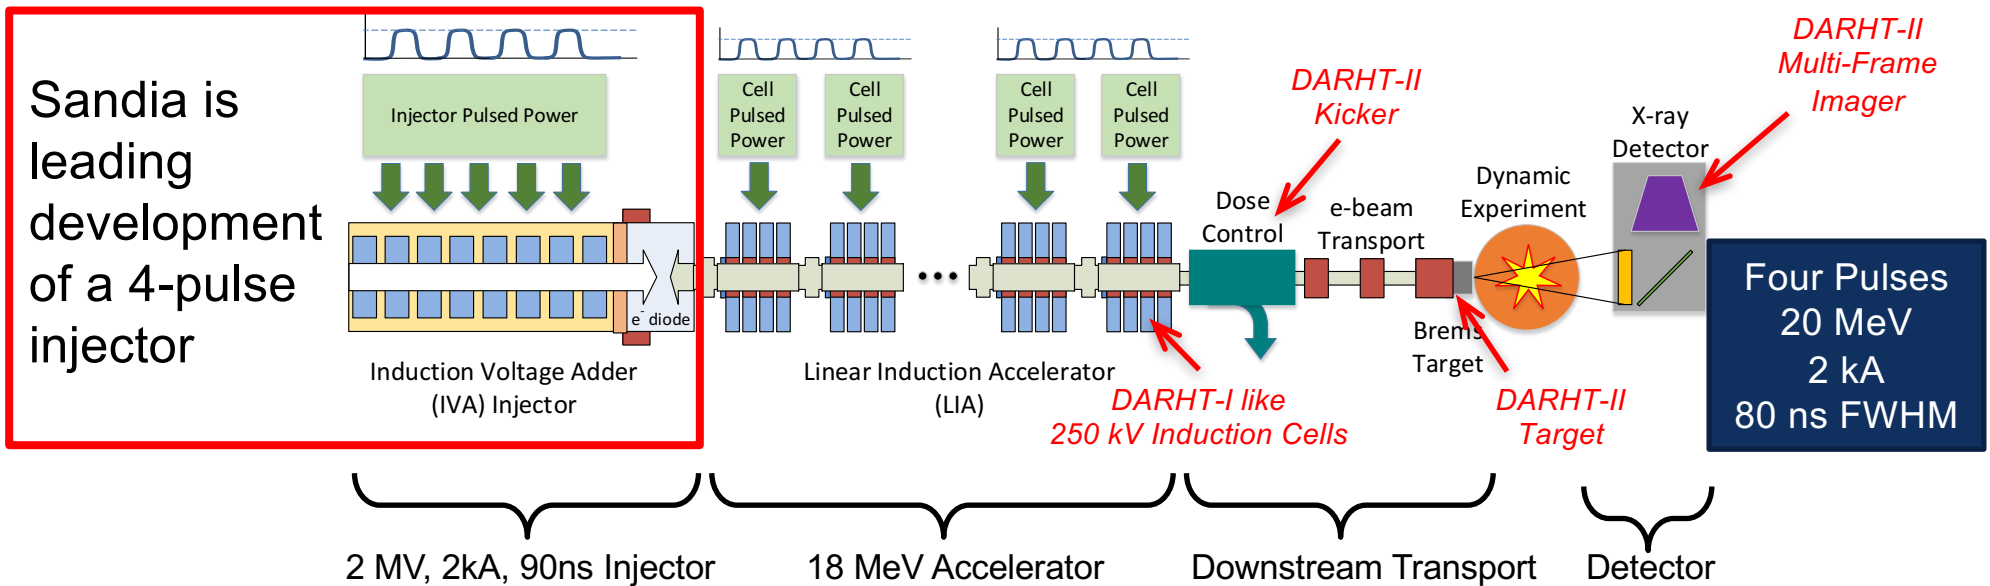 Sandia is
leading
development
of a 4-pulse
injector
Injector Pulsed Power
e- diode
Induction Voltage Adder
(IVA) Injector
Cell
Pulsed
Power
Cell
Pulsed
Power
Cell
Pulsed
Power
Cell
Pulsed
Power
Linear Induction Accelerator
(LIA)
DARHT-I like
250 kV Induction Cells
DARHT-II
Kicker
Dose
Control
e-beam
Transport
Brems
Target
DARHT-II
Target
Dynamic
Experiment
X-ray
Detector
DARHT-II
Multi-Frame
Imager
Four Pulses
20 MeV
2 kA
80 ns FWHM
2 MV, 2kA, 90ns Injector
18 MeV Accelerator
Downstream Transport
Detector